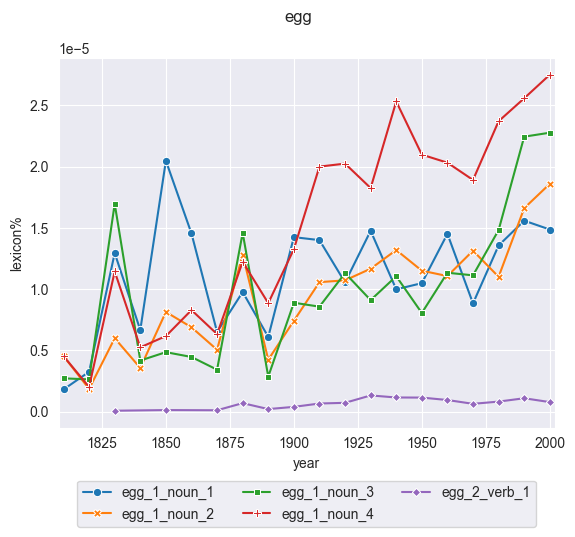 egg
1e−5
2.5
2.0
1.5
1.0
0.5
0.0
lexicon%
1825 1850 1875 1900 1925 1950 1975 2000
year
egg_1_noun_1 egg_1_noun_3 egg_2_verb_1
egg_1_noun_2 egg_1_noun_4